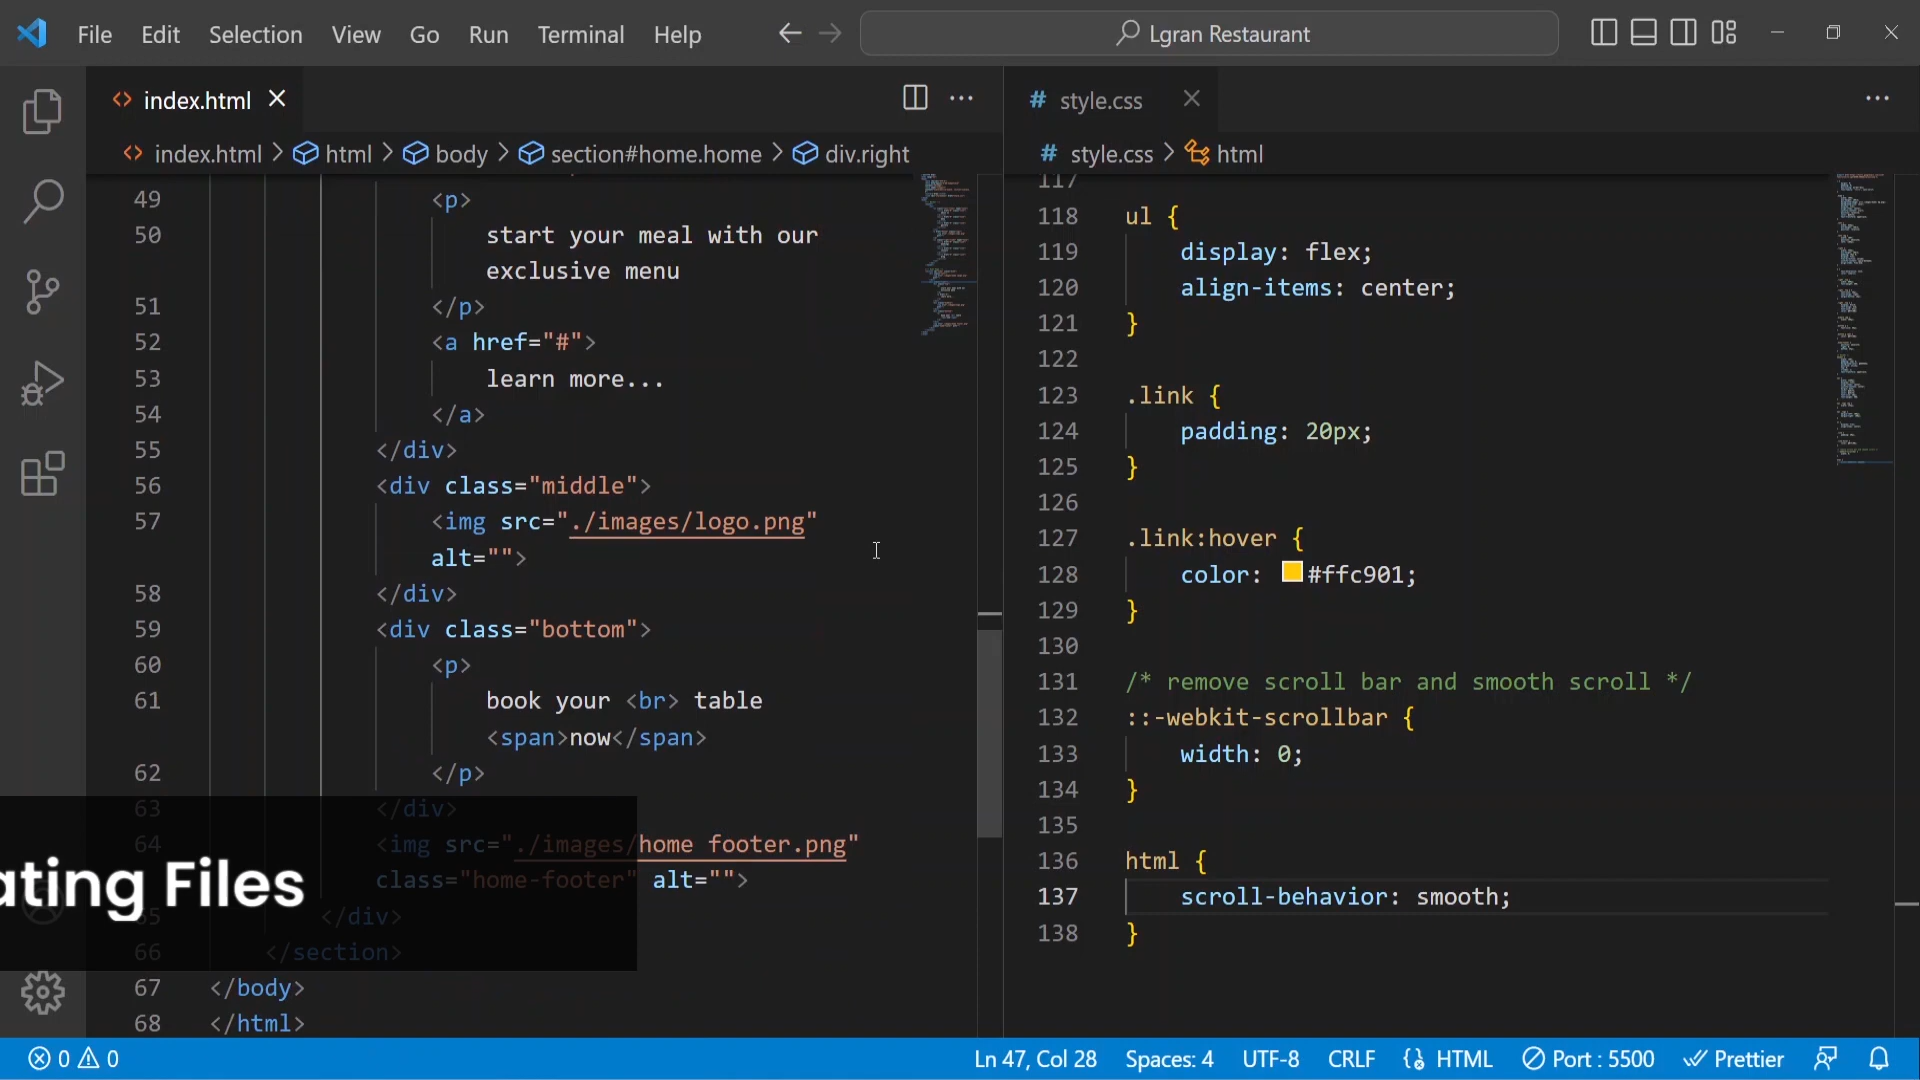 File Edit Selection View Go Run Terminal Help
Lgran Restaurant
index.html
index.html > html > body > section#home.home > div.right
49 <p>
50 start your meal with our
exclusive menu
51 </p>
52 <a href="#">
53 learn more...
54 </a>
55 </div>
56 <div class="middle">
57 <img src="./images/logo.png"
alt="">
58 </div>
59 <div class="bottom">
60 <p>
61 book your <br> table
<span>now</span>
62 </p>
63 </div>
64 <img src="./images/home footer.png"
class="home-footer" alt="">
65 </div>
66 </section>
67 </body>
68 </html>
ating Files
# style.css
# style.css > html
117
118 ul {
119 display: flex;
120 align-items: center;
121 }
122
123 .link {
124 padding: 20px;
125 }
126
127 .link:hover {
128 color: #ffc901;
129 }
130
131 /* remove scroll bar and smooth scroll */
132 ::-webkit-scrollbar {
133 width: 0;
134 }
135
136 html {
137 scroll-behavior: smooth;
138 }
0 0 Ln 47, Col 28 Spaces: 4 UTF-8 CRLF HTML Port : 5500 Prettier